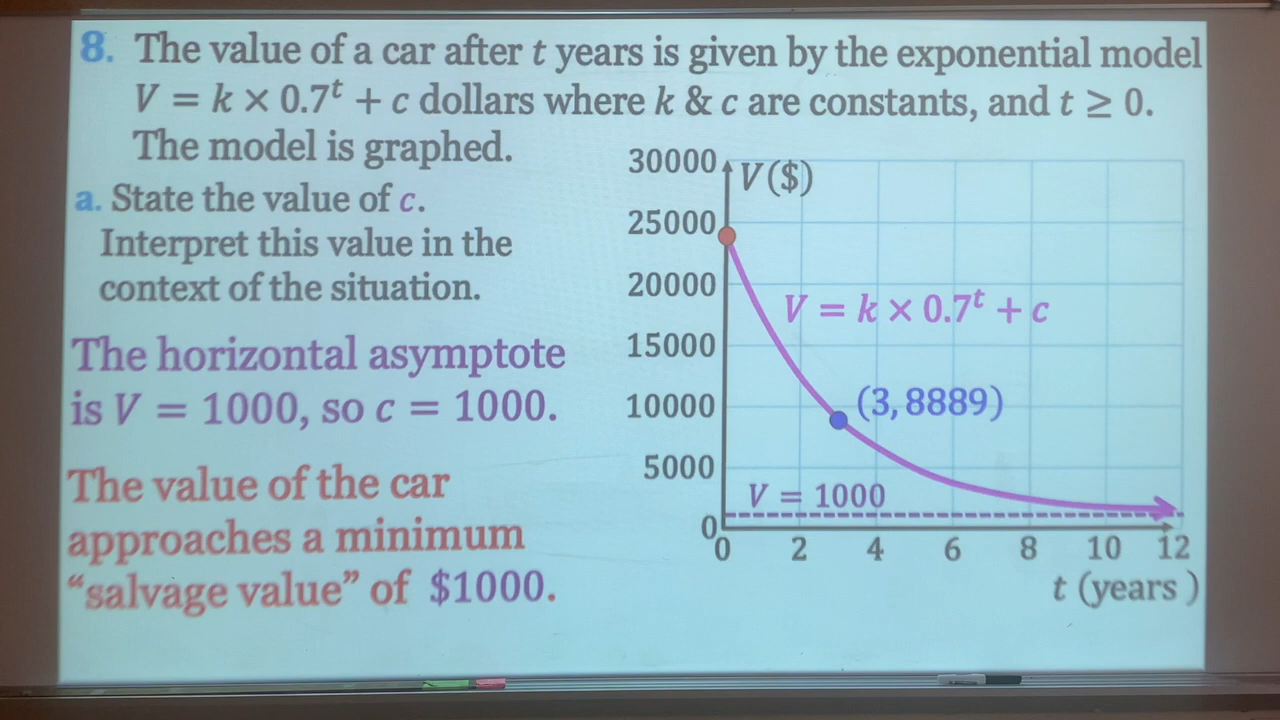 8. The value of a car after t years is given by the exponential model
V = k × 0.7ᵗ + c dollars where k & c are constants, and t ≥ 0.
The model is graphed.
a. State the value of c.
Interpret this value in the
context of the situation.
The horizontal asymptote
is V = 1000, so c = 1000.
The value of the car
approaches a minimum
“salvage value” of $1000.
30000
V($)
25000
20000
V = k × 0.7ᵗ + c
15000
10000
(3, 8889)
5000
V = 1000
0
0 2 4 6 8 10 12
t (years )